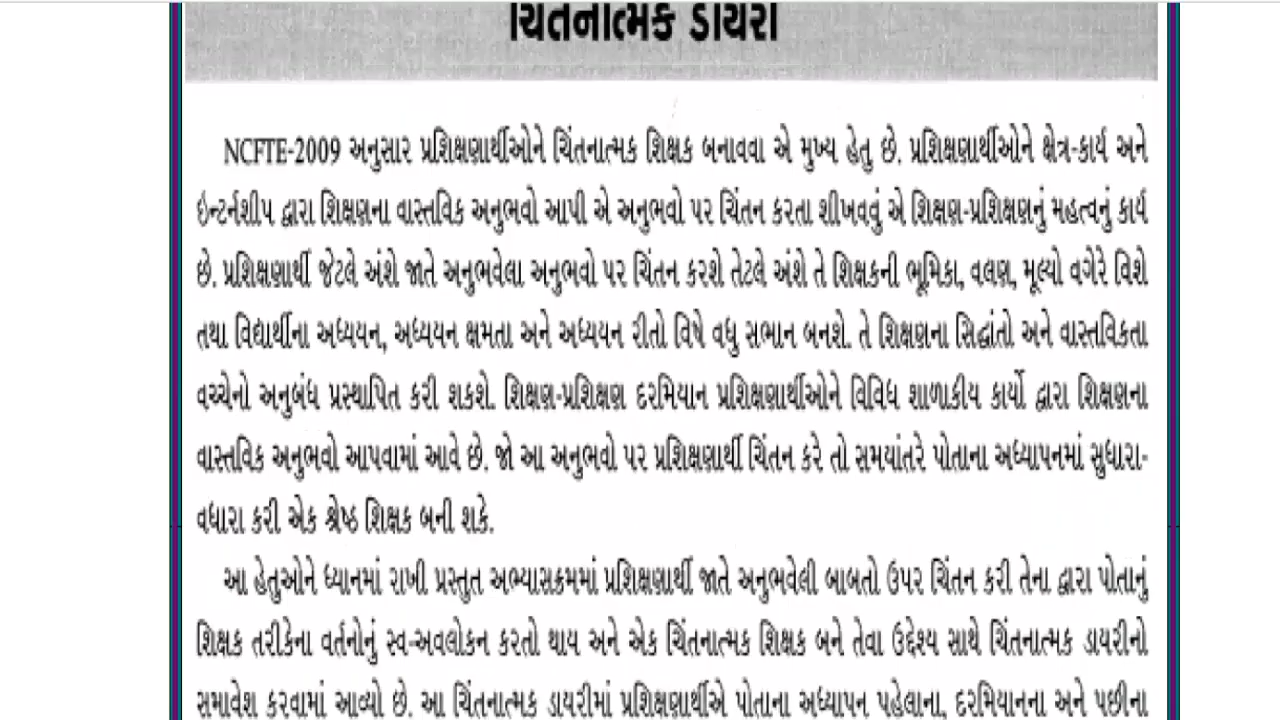 ચિંતનાત્મક ડાયરી
NCFTE-2009 અનુસાર પ્રશિક્ષણાર્થીઓને ચિંતનાત્મક શિક્ષક બનાવવા એ મુખ્ય હેતુ છે. પ્રશિક્ષણાર્થીઓને ક્ષેત્ર-કાર્ય અને
ઇન્ટર્નશીપ દ્વારા શિક્ષણના વાસ્તવિક અનુભવો આપી એ અનુભવો પર ચિંતન કરતા શીખવવું એ શિક્ષણ-પ્રશિક્ષણનું મહત્વનું કાર્ય
છે. પ્રશિક્ષણાર્થી જેટલે અંશે જાતે અનુભવેલા અનુભવો પર ચિંતન કરશે તેટલે અંશે તે શિક્ષકની ભૂમિકા, વલણ, મૂલ્યો વગેરે વિશે
તથા વિદ્યાર્થીના અધ્યયન, અધ્યયન ક્ષમતા અને અધ્યયન રીતો વિષે વધુ સભાન બનશે. તે શિક્ષણના સિદ્ધાંતો અને વાસ્તવિકતા
વચ્ચેનો અનુબંધ પ્રસ્થાપિત કરી શકશે. શિક્ષણ-પ્રશિક્ષણ દરમિયાન પ્રશિક્ષણાર્થીઓને વિવિધ શાળાકીય કાર્યો દ્વારા શિક્ષણના
વાસ્તવિક અનુભવો આપવામાં આવે છે. જો આ અનુભવો પર પ્રશિક્ષણાર્થી ચિંતન કરે તો સમયાંતરે પોતાના અધ્યાપનમાં સુધારા-
વધારા કરી એક શ્રેષ્ઠ શિક્ષક બની શકે.
આ હેતુઓને ધ્યાનમાં રાખી પ્રસ્તુત અભ્યાસક્રમમાં પ્રશિક્ષણાર્થી જાતે અનુભવેલી બાબતો ઉપર ચિંતન કરી તેના દ્વારા પોતાનું
શિક્ષક તરીકેના વર્તનોનું સ્વ-અવલોકન કરતો થાય અને એક ચિંતનાત્મક શિક્ષક બને તેવા ઉદ્દેશ્ય સાથે ચિંતનાત્મક ડાયરીનો
સમાવેશ કરવામાં આવ્યો છે. આ ચિંતનાત્મક ડાયરીમાં પ્રશિક્ષણાર્થીએ પોતાના અધ્યાપન પહેલાના, દરમિયાનના અને પછીના